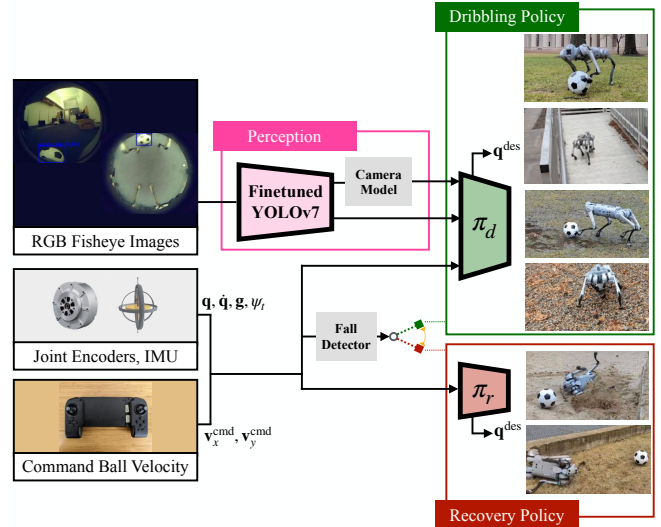 Dribbling Policy
Perception
Finetuned
YOLOv7
Camera
Model
q^des
π_d
RGB Fisheye Images
q, q̇, g, ψ_t
Joint Encoders, IMU
Fall
Detector
v_x^cmd, v_y^cmd
Command Ball Velocity
π_r
q^des
Recovery Policy